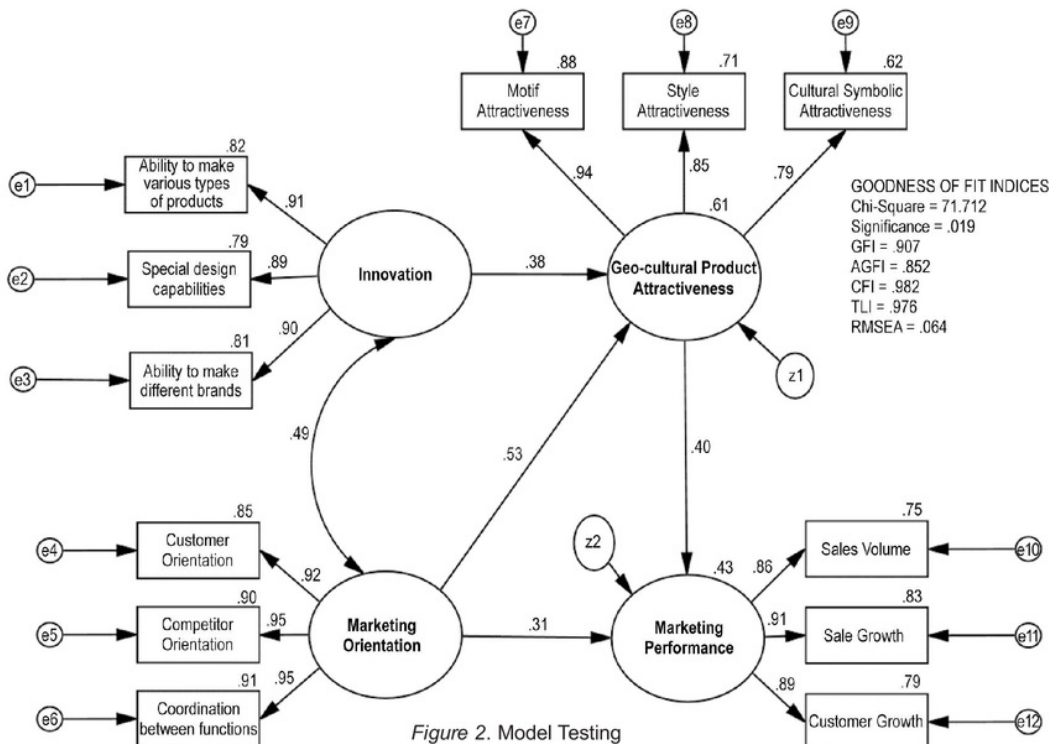 e7
e8
e9
.88
.71
.62
Motif
Attractiveness
Style
Attractiveness
Cultural Symbolic
Attractiveness
.94
.85
.79
.82
e1
Ability to make
various types
of products
.91
.79
e2
Special design
capabilities
.89
.81
e3
Ability to make
different brands
.90
Innovation
.38
.61
Geo-cultural Product
Attractiveness
z1
GOODNESS OF FIT INDICES
Chi-Square = 71.712
Significance = .019
GFI = .907
AGFI = .852
CFI = .982
TLI = .976
RMSEA = .064
.49
.53
.40
.85
e4
Customer
Orientation
.92
.90
e5
Competitor
Orientation
.95
.91
e6
Coordination
between functions
.95
Marketing
Orientation
.31
z2
.43
Marketing
Performance
.86
.75
Sales Volume
e10
.91
.83
Sale Growth
e11
.89
.79
Customer Growth
e12
Figure 2. Model Testing